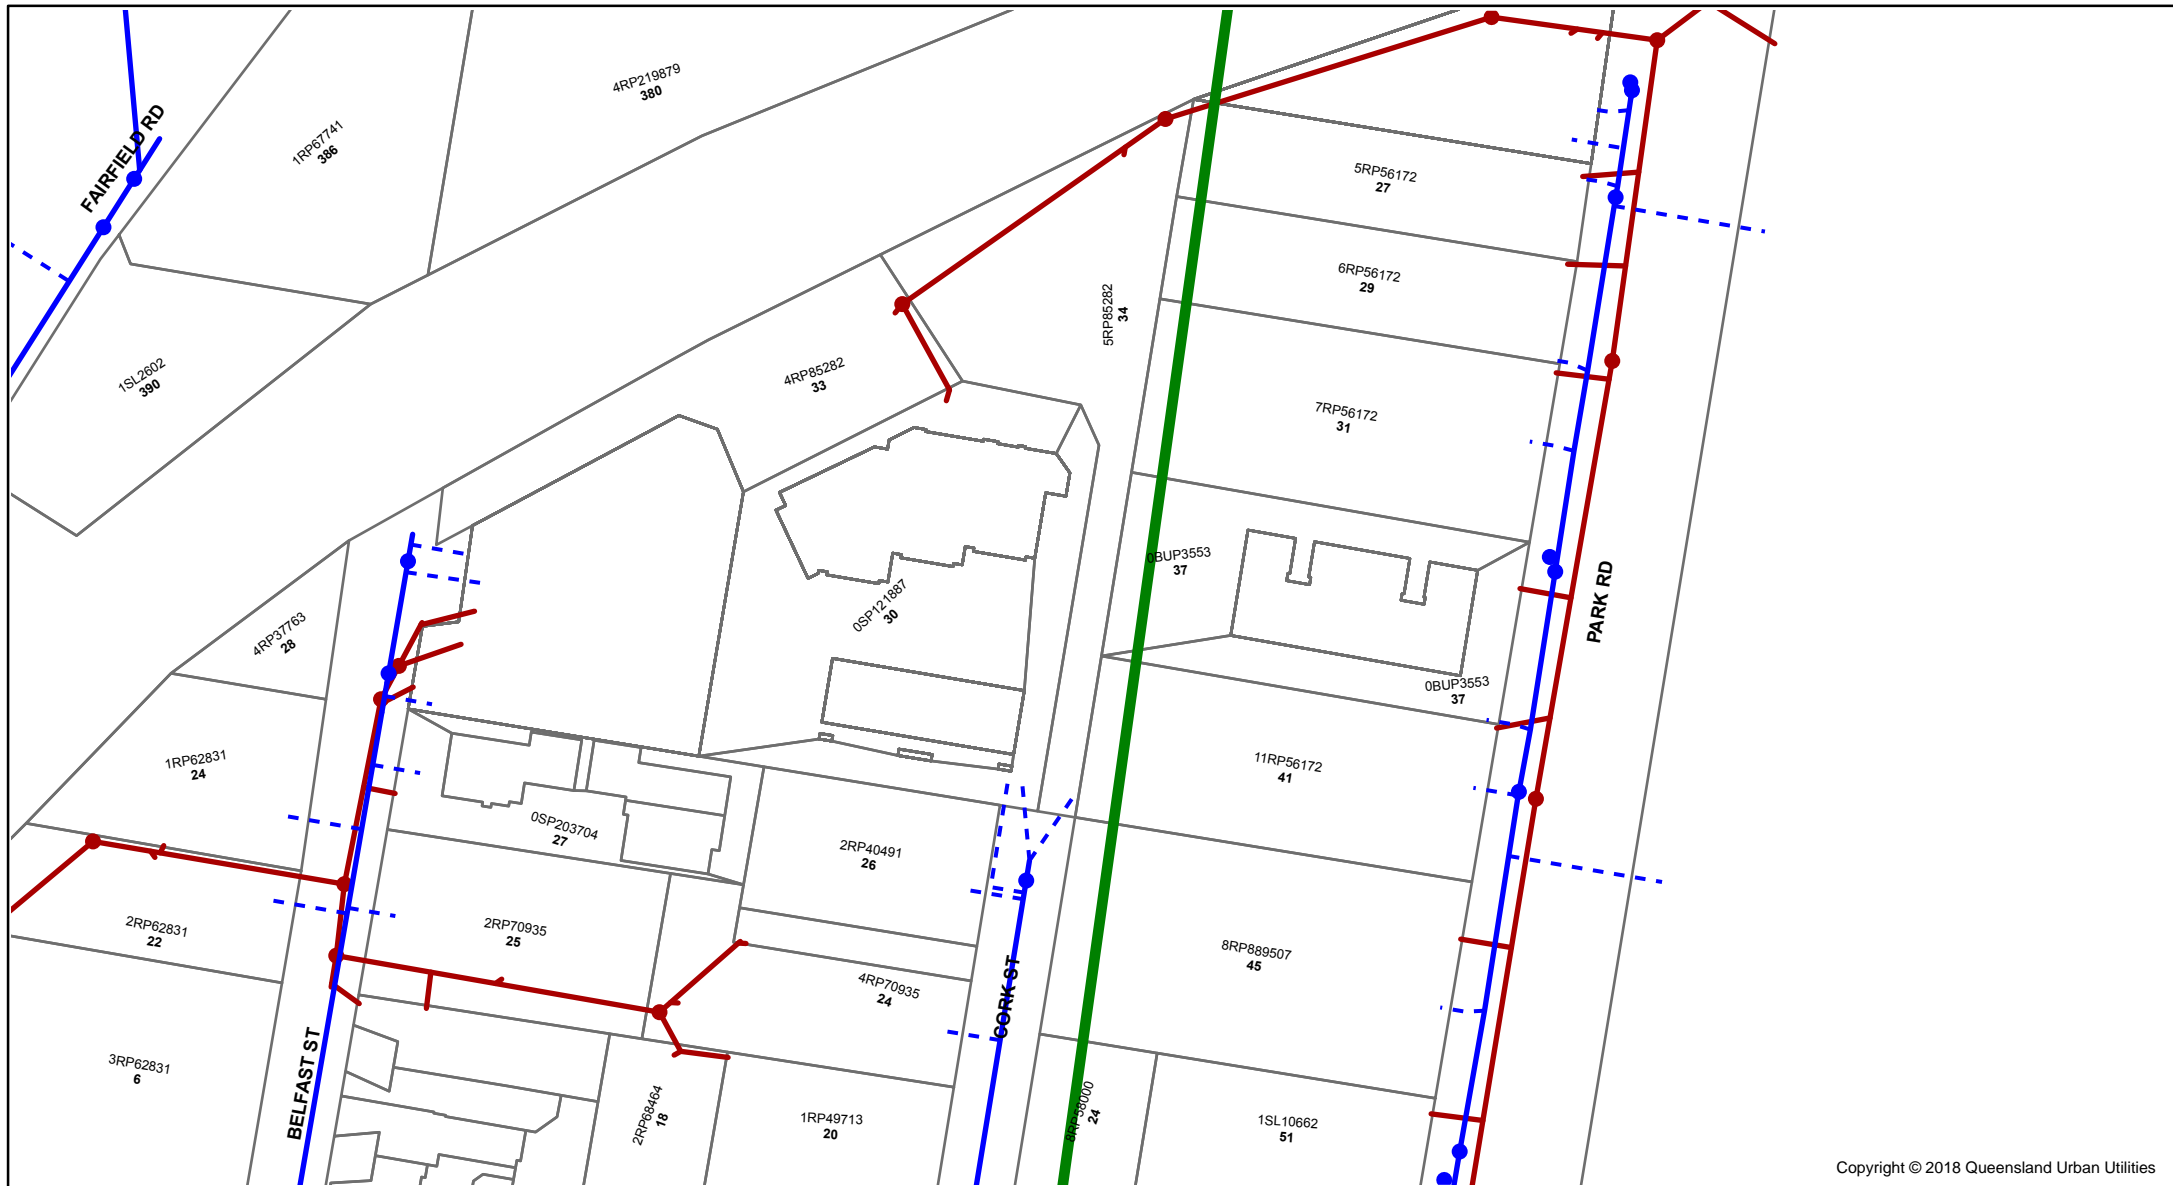 4RP219879
380
FAIRFIELD RD
1RP67741
386
5RP56172
27
6RP56172
29
5RP85282
34
1SL2602
390
4RP85282
33
7RP56172
31
0BUP3553
37
PARK RD
0SP121887
30
4RP37763
28
0BUP3553
37
1RP62831
24
11RP56172
41
0SP203704
27
2RP40491
26
2RP62831
22
2RP70935
25
8RP889507
45
4RP70935
24
CORK ST
3RP62831
6
BELFAST ST
2RP68464
18
1RP49713
20
8RP58000
24
1SL10662
51
Copyright © 2018 Queensland Urban Utilities